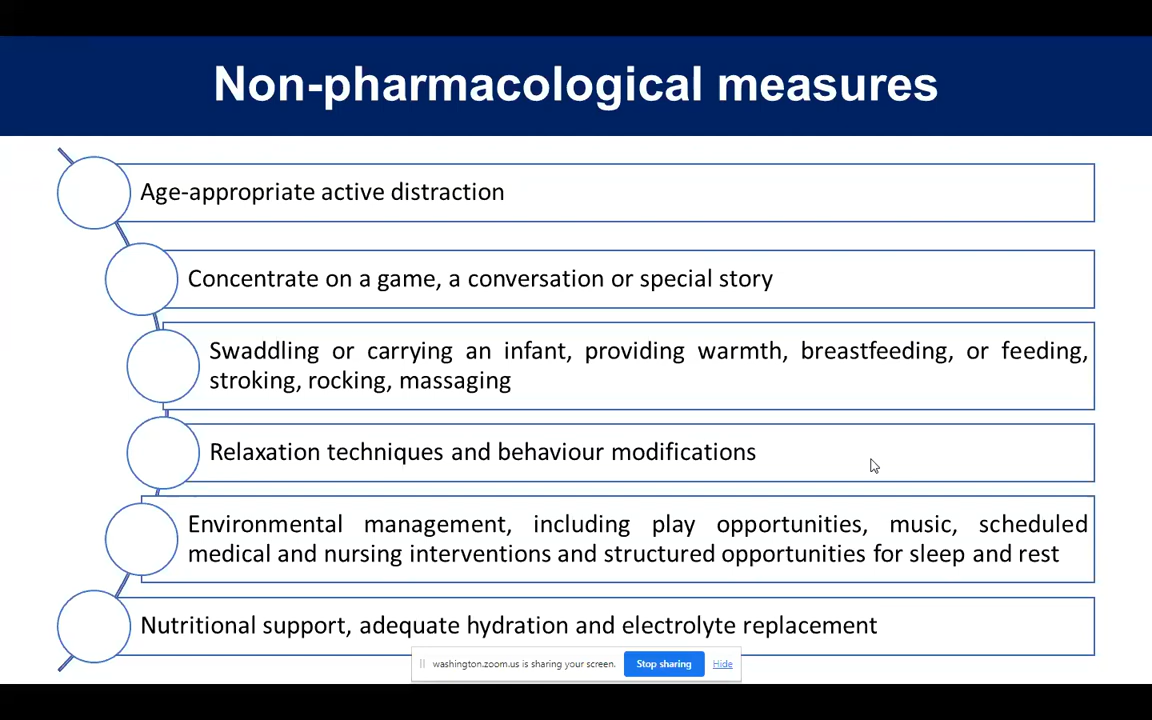 Non-pharmacological measures
Age-appropriate active distraction
Concentrate on a game, a conversation or special story
Swaddling or carrying an infant, providing warmth, breastfeeding, or feeding,
stroking, rocking, massaging
Relaxation techniques and behaviour modifications
Environmental management, including play opportunities, music, scheduled
medical and nursing interventions and structured opportunities for sleep and rest
Nutritional support, adequate hydration and electrolyte replacement
washington.zoom.us is sharing your screen. Stop sharing Hide